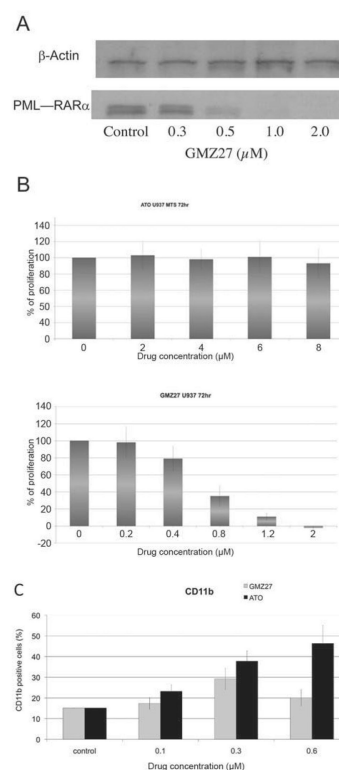 A
β-Actin
PML—RARα
Control 0.3 0.5 1.0 2.0
GMZ27 (µM)
B
ATO U937 MTS 72hr
% of proliferation
140
120
100
80
60
40
20
0
0 2 4 6 8
Drug concentration (µM)
GMZ27 U937 72hr
% of proliferation
140
120
100
80
60
40
20
0
-20
0 0.2 0.4 0.8 1.2 2
Drug concentration (µM)
C
CD11b
GMZ27
ATO
CD11b positive cells (%)
60
50
40
30
20
10
0
control 0.1 0.3 0.6
Drug concentration (µM)